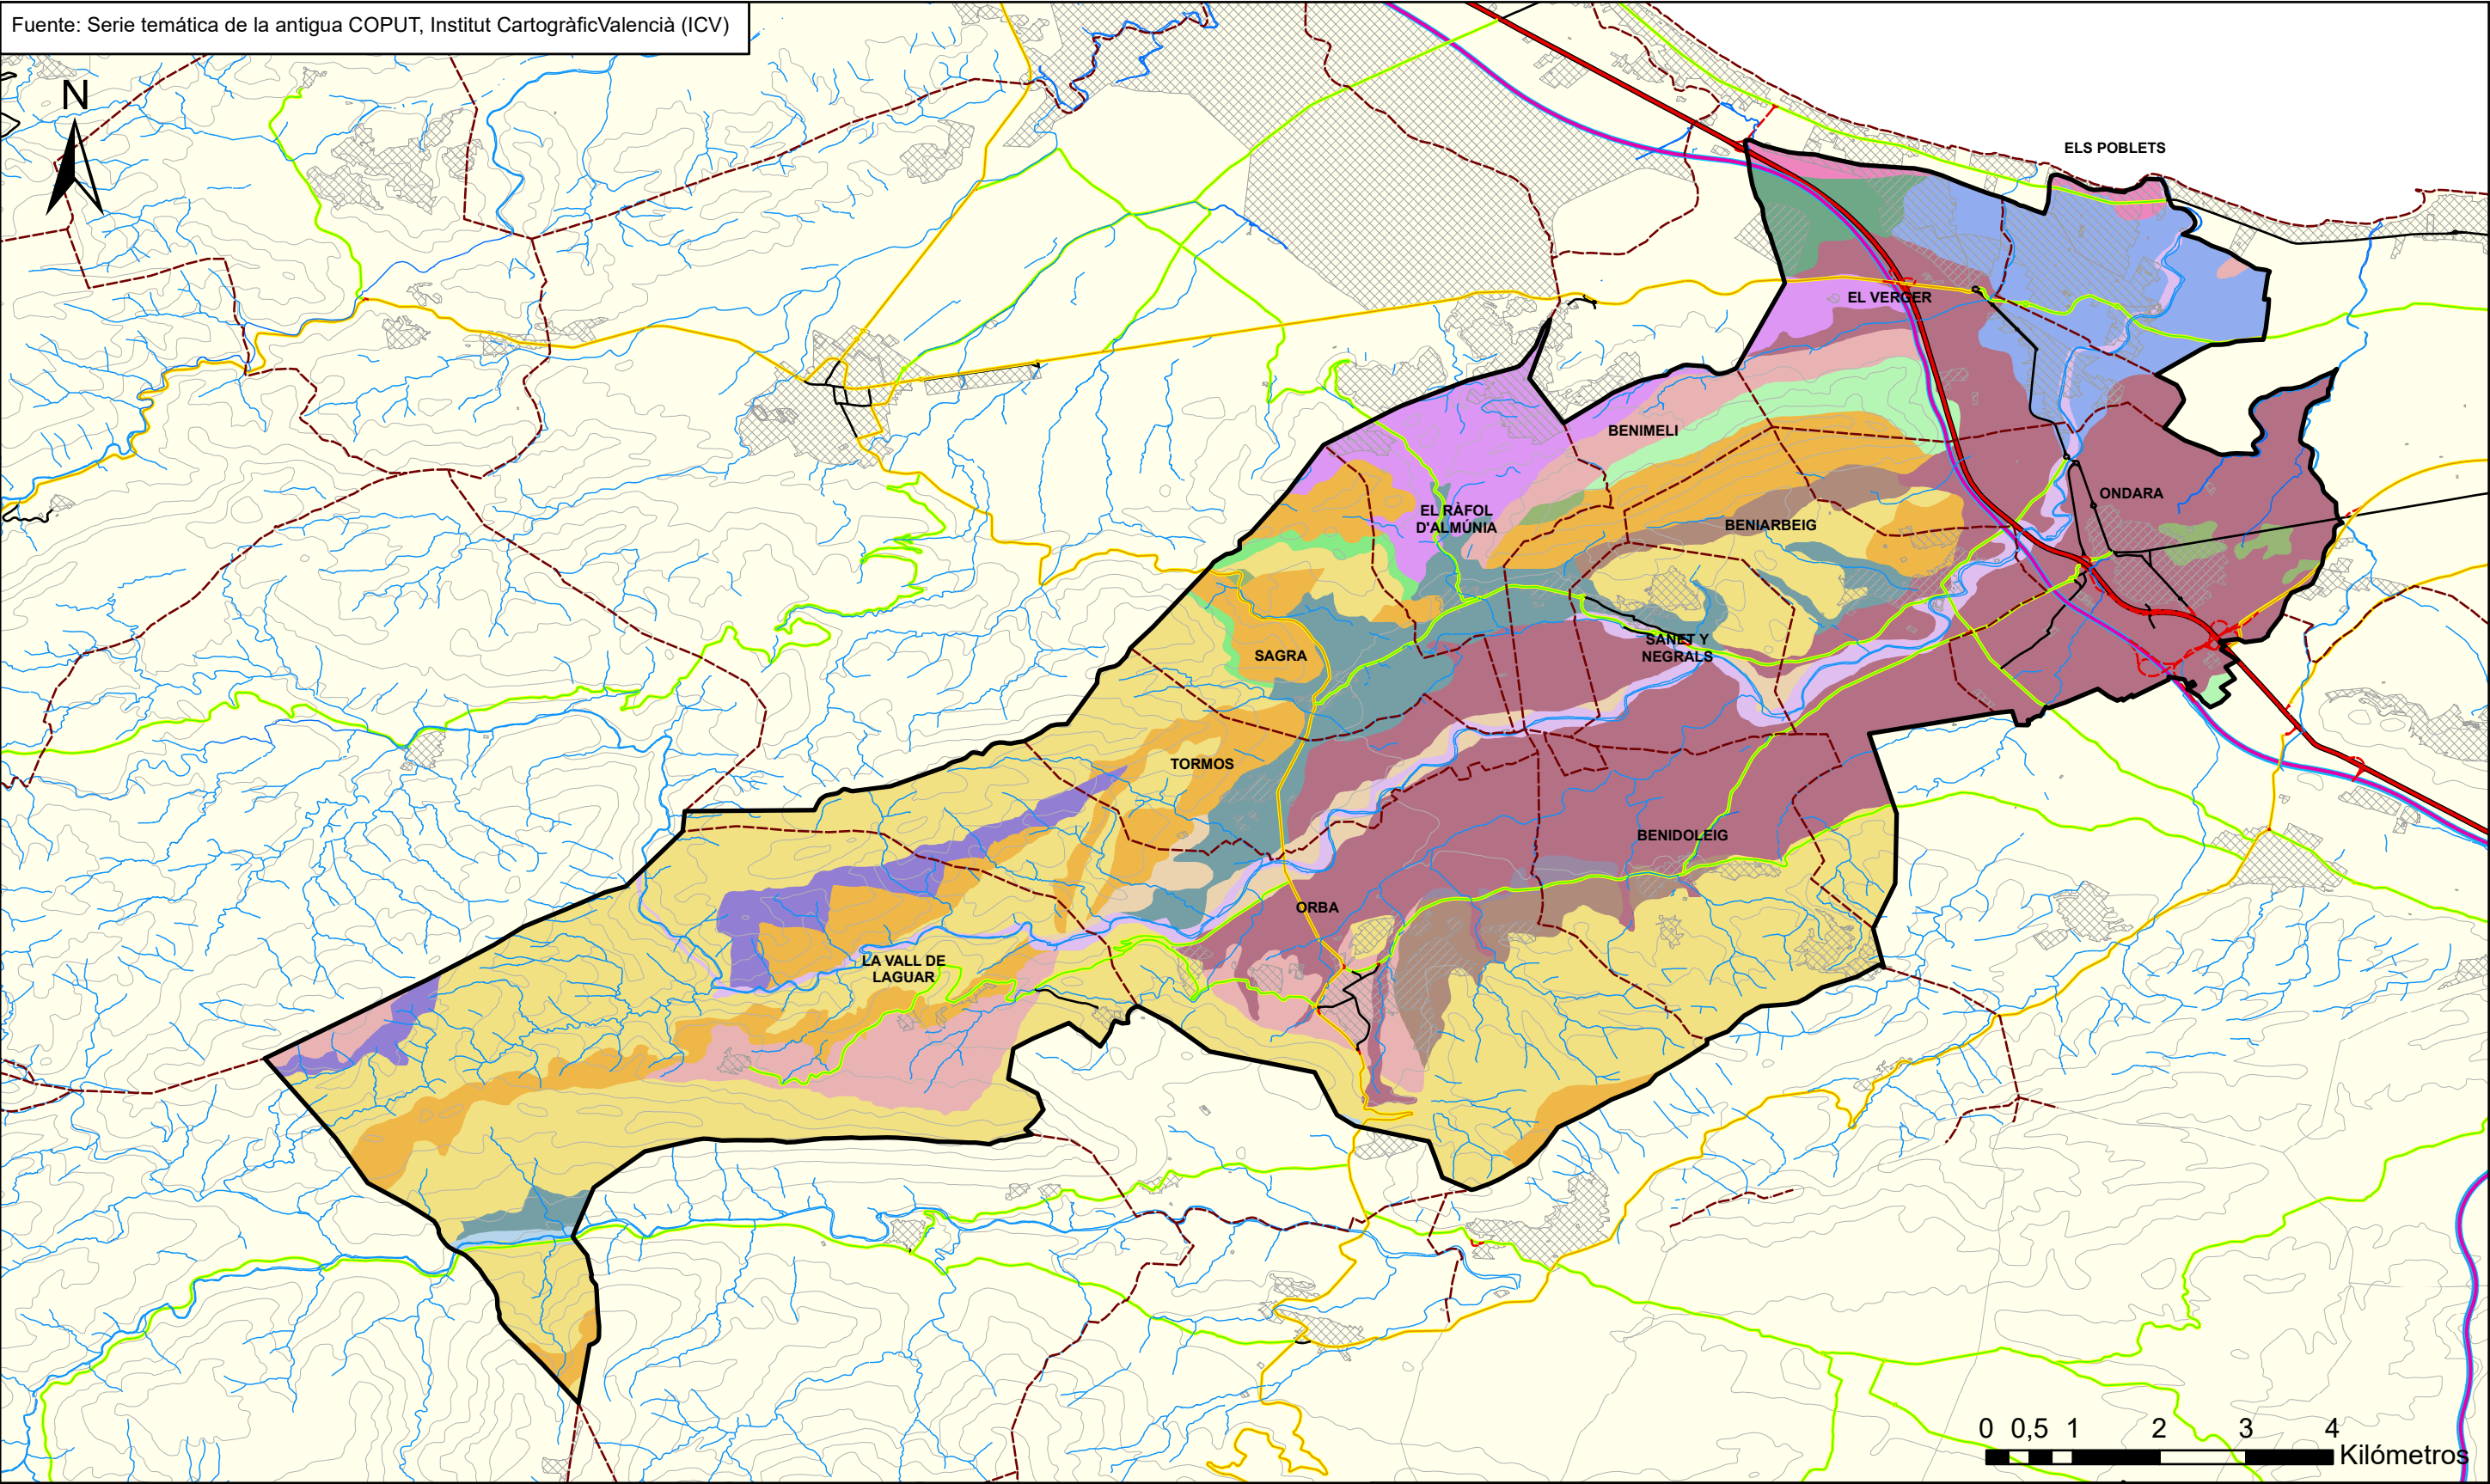 Fuente: Serie temática de la antigua COPUT, Institut CartogràficValencià (ICV)
N
ELS POBLETS
EL VERGER
BENIMELI
ONDARA
EL RÀFOL
D'ALMÚNIA
BENIARBEIG
SANET Y
NEGRALS
SAGRA
TORMOS
BENIDOLEIG
ORBA
LA VALL DE
LAGUAR
0 0,5 1 2 3 4
Kilómetros